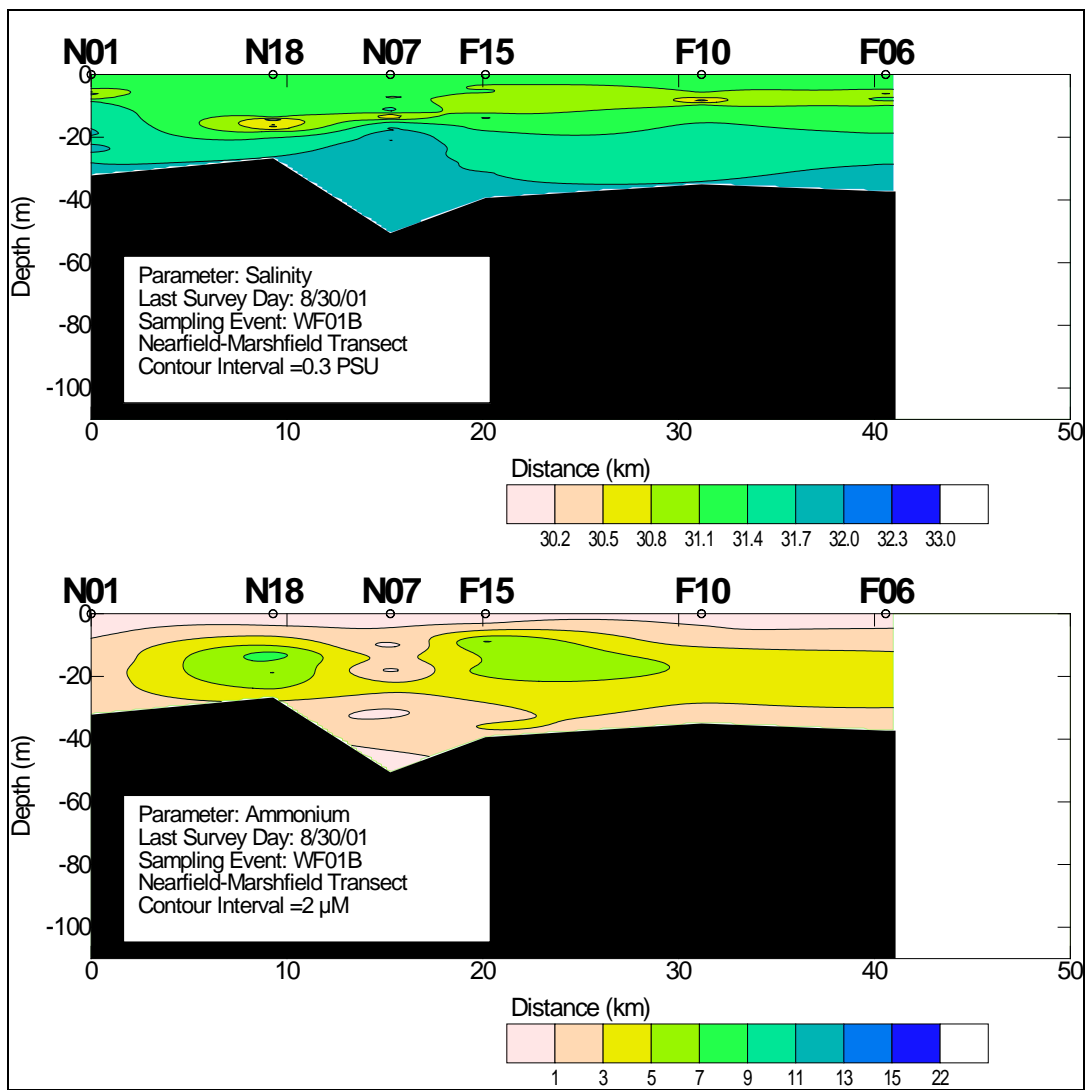 N01 N18 N07 F15 F10 F06
0
-20
-40
-60
-80
-100
Depth (m)
Parameter: Salinity
Last Survey Day: 8/30/01
Sampling Event: WF01B
Nearfield-Marshfield Transect
Contour Interval =0.3 PSU
0 10 20 30 40 50
Distance (km)
30.2 30.5 30.8 31.1 31.4 31.7 32.0 32.3 33.0
N01 N18 N07 F15 F10 F06
0
-20
-40
-60
-80
-100
Depth (m)
Parameter: Ammonium
Last Survey Day: 8/30/01
Sampling Event: WF01B
Nearfield-Marshfield Transect
Contour Interval =2 µM
0 10 20 30 40 50
Distance (km)
1 3 5 7 9 11 13 15 22